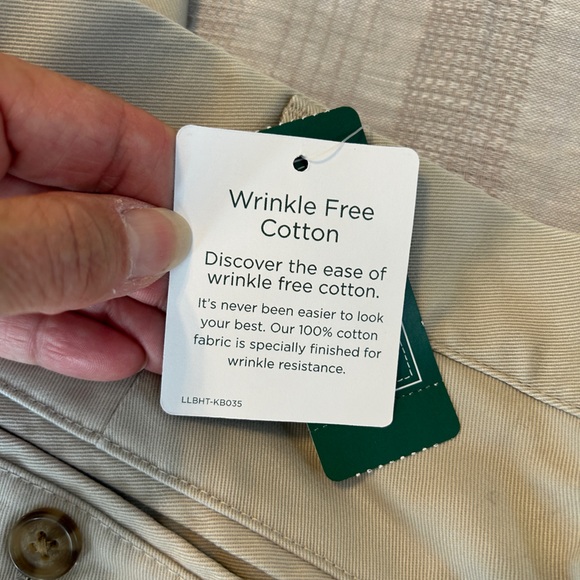 Wrinkle Free
Cotton
Discover the ease of
wrinkle free cotton.
It's never been easier to look
your best. Our 100% cotton
fabric is specially finished for
wrinkle resistance.
LLBHT-KB035